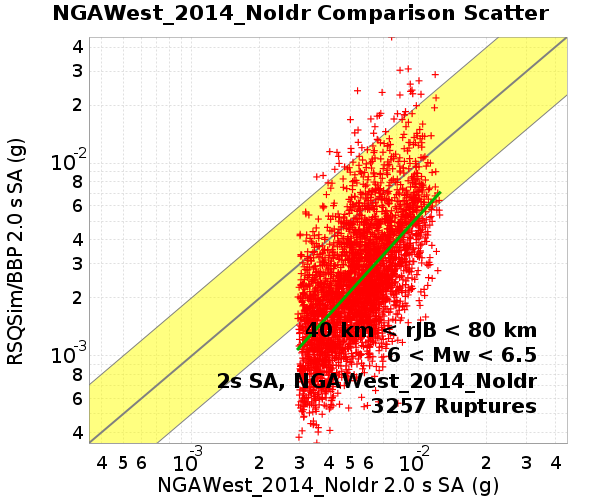 NGAWest_2014_NoIdr Comparison Scatter
RSQSim/BBP 2.0 s SA (g)
4
3
2
10-2
8
6
4
3
2
10-3
8
6
4
40 km < rJB < 80 km
6 < Mw < 6.5
2s SA, NGAWest_2014_NoIdr
3257 Ruptures
4 5 6 10-3 2 3 4 5 6 10-2 2 3 4
NGAWest_2014_NoIdr 2.0 s SA (g)